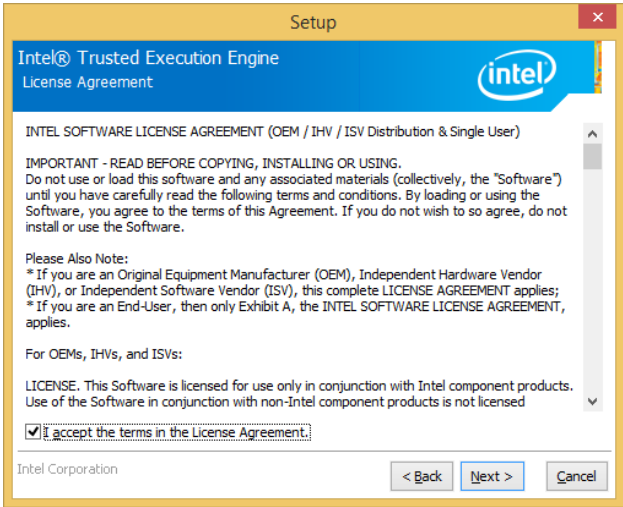 Setup
Intel® Trusted Execution Engine
License Agreement
intel
INTEL SOFTWARE LICENSE AGREEMENT (OEM / IHV / ISV Distribution & Single User)
IMPORTANT - READ BEFORE COPYING, INSTALLING OR USING.
Do not use or load this software and any associated materials (collectively, the "Software")
until you have carefully read the following terms and conditions. By loading or using the
Software, you agree to the terms of this Agreement. If you do not wish to so agree, do not
install or use the Software.
Please Also Note:
* If you are an Original Equipment Manufacturer (OEM), Independent Hardware Vendor
(IHV), or Independent Software Vendor (ISV), this complete LICENSE AGREEMENT applies;
* If you are an End-User, then only Exhibit A, the INTEL SOFTWARE LICENSE AGREEMENT,
applies.
For OEMs, IHVs, and ISVs:
LICENSE. This Software is licensed for use only in conjunction with Intel component products.
Use of the Software in conjunction with non-Intel component products is not licensed
I accept the terms in the License Agreement.
Intel Corporation
< Back
Next >
Cancel